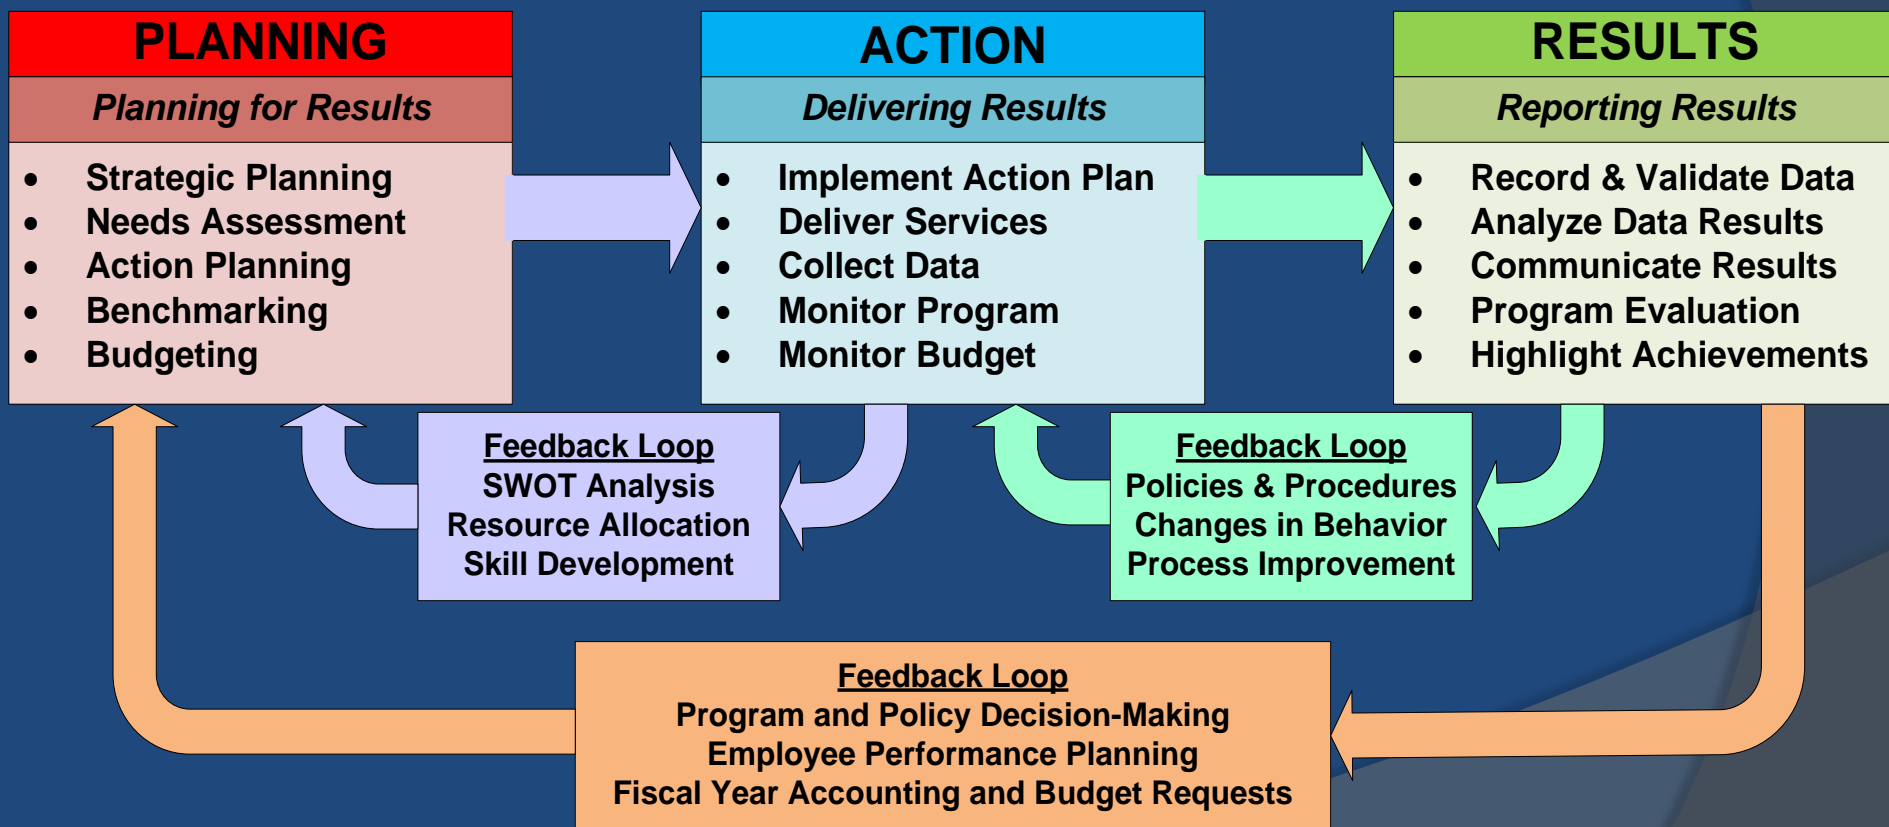 PLANNING
Planning for Results
• Strategic Planning
• Needs Assessment
• Action Planning
• Benchmarking
• Budgeting
ACTION
Delivering Results
• Implement Action Plan
• Deliver Services
• Collect Data
• Monitor Program
• Monitor Budget
RESULTS
Reporting Results
• Record & Validate Data
• Analyze Data Results
• Communicate Results
• Program Evaluation
• Highlight Achievements
Feedback Loop
SWOT Analysis
Resource Allocation
Skill Development
Feedback Loop
Policies & Procedures
Changes in Behavior
Process Improvement
Feedback Loop
Program and Policy Decision-Making
Employee Performance Planning
Fiscal Year Accounting and Budget Requests